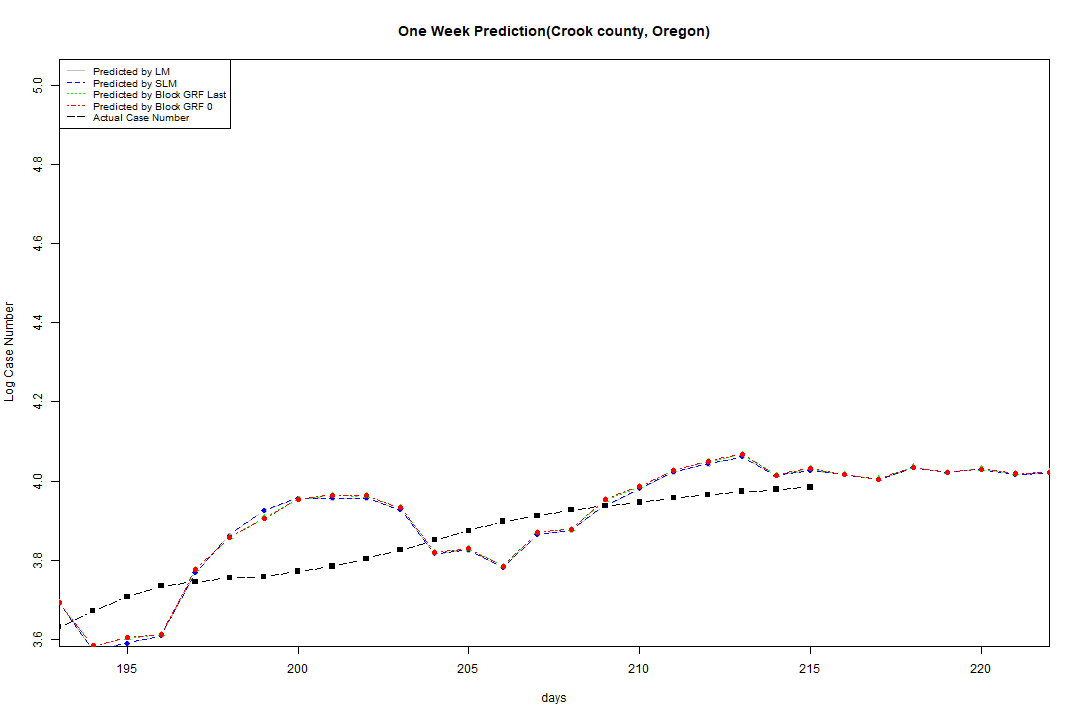 One Week Prediction(Crook county, Oregon)
Predicted by LM
Predicted by SLM
Predicted by Block GRF Last
Predicted by Block GRF 0
Actual Case Number
Log Case Number
5.0
4.8
4.6
4.4
4.2
4.0
3.8
3.6
195 200 205 210 215 220
days